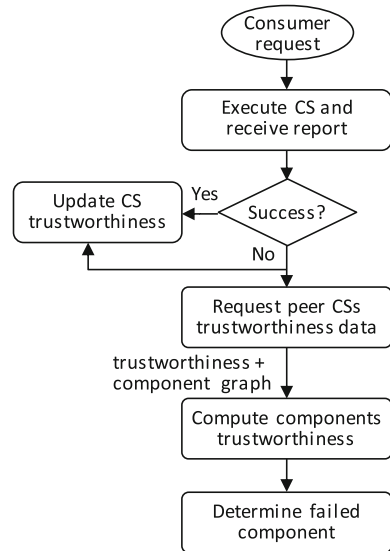 Consumer
request
Execute CS and
receive report
Success?
Yes
Update CS
trustworthiness
No
Request peer CSs
trustworthiness data
trustworthiness +
component graph
Compute components
trustworthiness
Determine failed
component